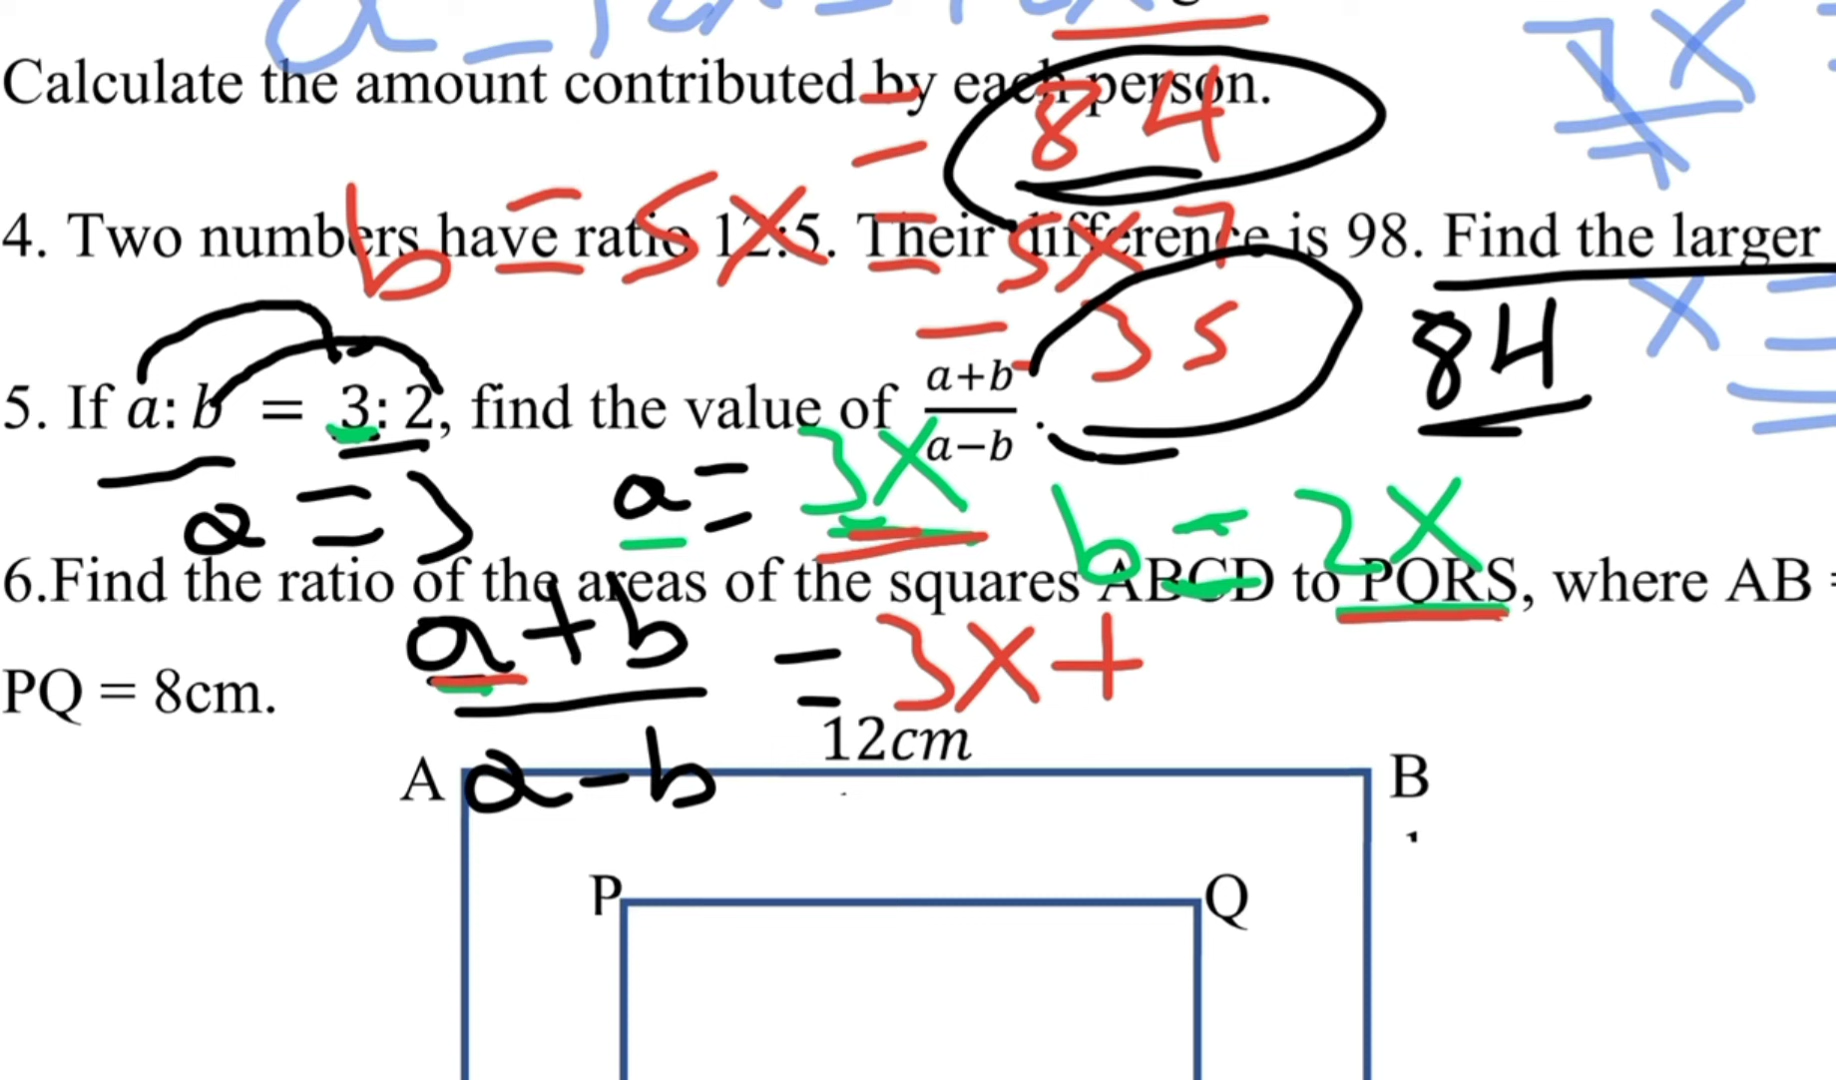 Calculate the amount contributed by each person.
= 84
7x
4. Two numbers have ratio 12:5. Their difference is 98. Find the larger
b = 5x = 5x7
= 35
84
x =
5. If a: b = 3: 2, find the value of a+b/a−b.
a = 3 a = 3x b = 2x
6.Find the ratio of the areas of the squares ABCD to PQRS, where AB =
a+b/a-b = 3x+
PQ = 8cm.
12cm
A B
P Q